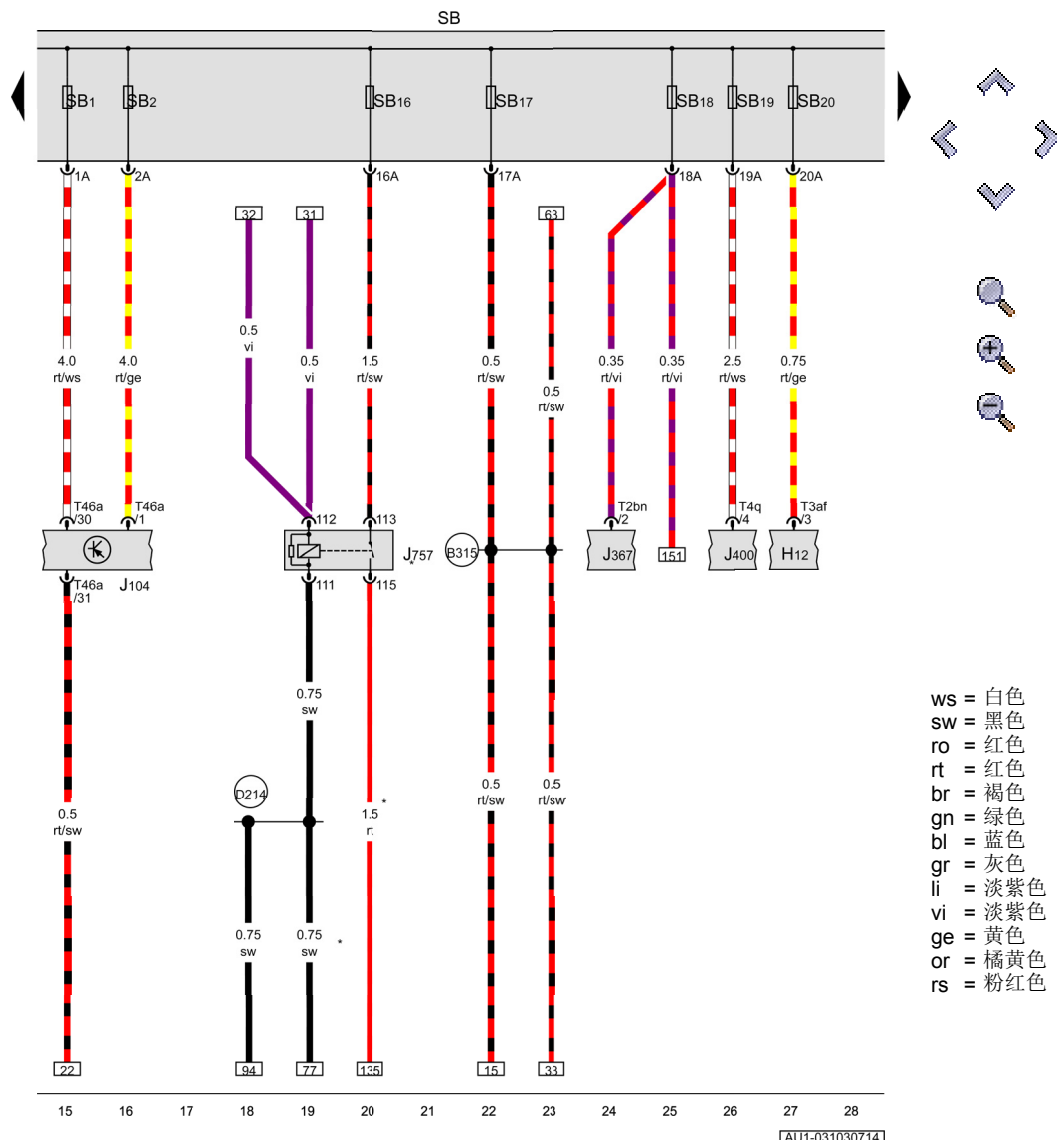 SB
SB1 SB2 SB16 SB17 SB18 SB19 SB20
1A 2A 16A 17A 18A 19A 20A
32 31 63
0.5
vi
4.0 4.0 0.5 1.5 0.5 0.35 0.35 2.5 0.75
rt/ws rt/ge vi rt/sw rt/sw rt/vi rt/vi rt/ws rt/ge
0.5
rt/sw
T46a T46a T2bn T4q T3af
/30 /1 112 113 /2 /4 /3
J757 B315 J367 151 J400 H12
*
T46a J104 111 115
/31
0.75
sw
D214
0.5 1.5 * 0.5 0.5
rt/sw r. rt/sw rt/sw
0.75 0.75 *
sw sw
22 94 77 135 15 33
15 16 17 18 19 20 21 22 23 24 25 26 27 28
AU1-031030714
ws = 白色
sw = 黑色
ro = 红色
rt = 红色
br = 褐色
gn = 绿色
bl = 蓝色
gr = 灰色
li = 淡紫色
vi = 淡紫色
ge = 黄色
or = 橘黄色
rs = 粉红色